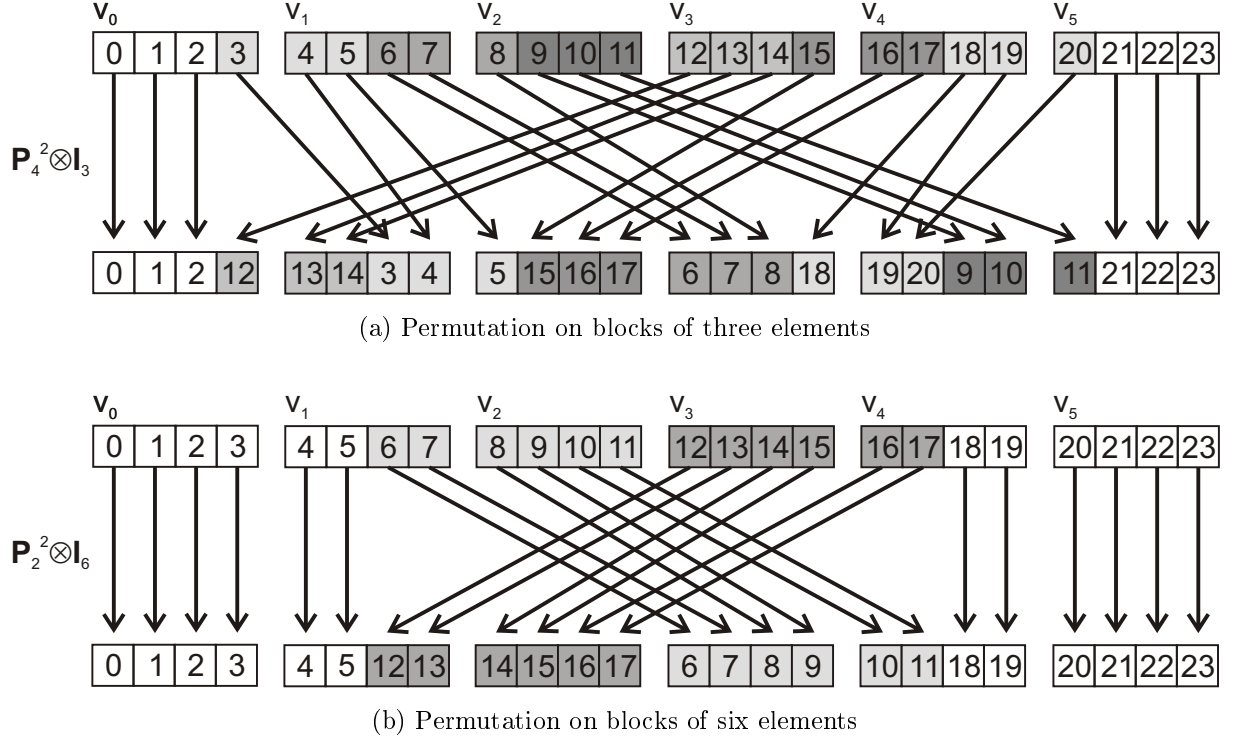 v0 v1 v2 v3 v4 v5
0 1 2 3 4 5 6 7 8 9 10 11 12 13 14 15 16 17 18 19 20 21 22 23
P4²⊗I3
0 1 2 12 13 14 3 4 5 15 16 17 6 7 8 18 19 20 9 10 11 21 22 23
(a) Permutation on blocks of three elements
v0 v1 v2 v3 v4 v5
0 1 2 3 4 5 6 7 8 9 10 11 12 13 14 15 16 17 18 19 20 21 22 23
P2²⊗I6
0 1 2 3 4 5 12 13 14 15 16 17 6 7 8 9 10 11 18 19 20 21 22 23
(b) Permutation on blocks of six elements